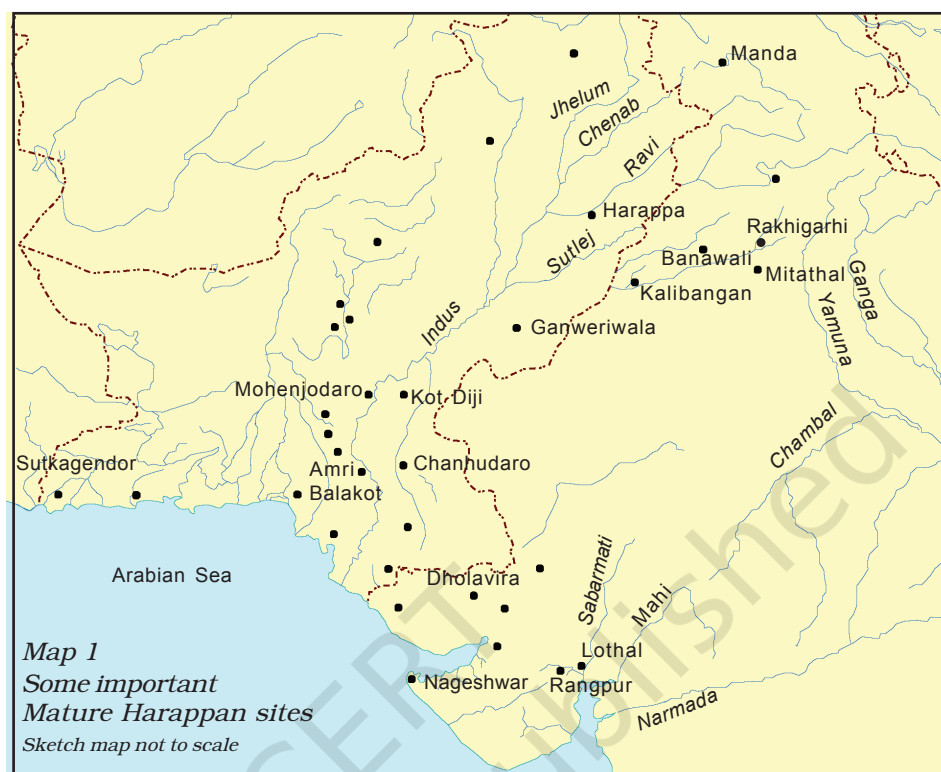 Manda
Jhelum
Chenab
Ravi
Harappa
Rakhigarhi
Sutlej
Banawali
Mitathal
Kalibangan
Ganga
Yamuna
Indus
Ganweriwala
Mohenjodaro
Kot Diji
Chambal
Sutkagendor
Amri
Chanhudaro
Balakot
Arabian Sea
Dholavira
Sabarmati
Mahi
Lothal
Nageshwar
Rangpur
Narmada
Map 1
Some important
Mature Harappan sites
Sketch map not to scale
CERT
ublished